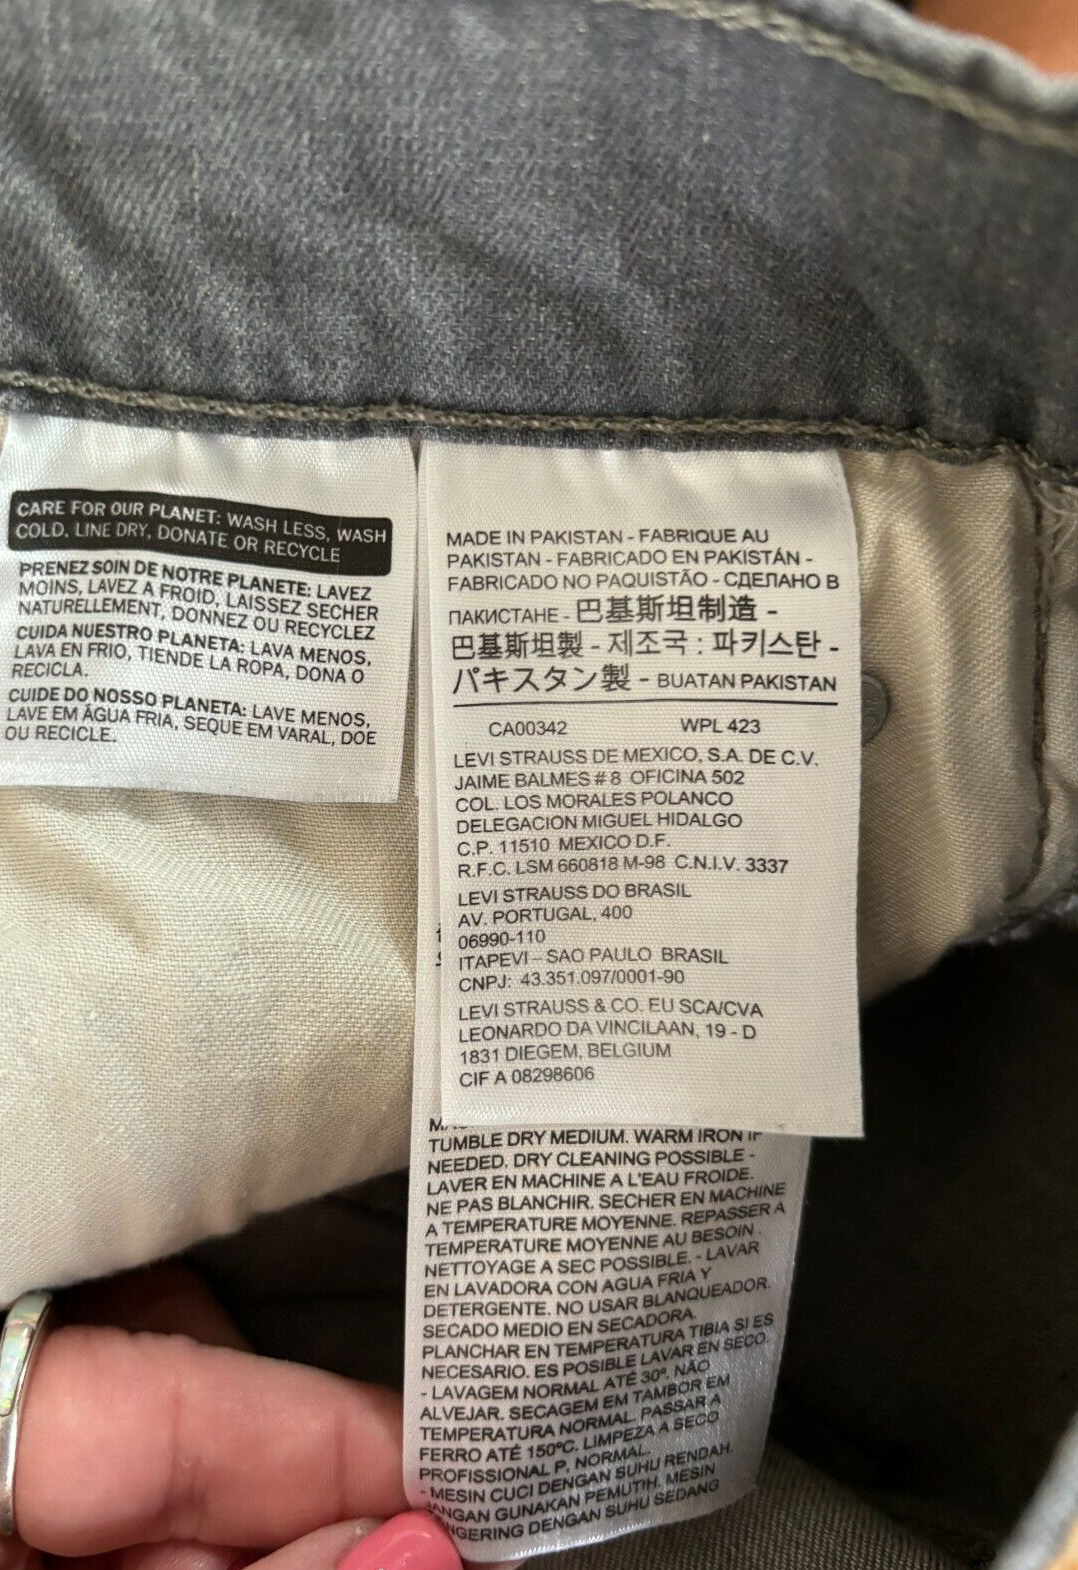 CARE FOR OUR PLANET: WASH LESS, WASH
COLD, LINE DRY, DONATE OR RECYCLE
PRENEZ SOIN DE NOTRE PLANETE: LAVEZ
MOINS, LAVEZ A FROID, LAISSEZ SECHER
NATURELLEMENT, DONNEZ OU RECYCLEZ
CUIDA NUESTRO PLANETA: LAVA MENOS,
LAVA EN FRIO, TIENDE LA ROPA, DONA O
RECICLA.
CUIDE DO NOSSO PLANETA: LAVE MENOS,
LAVE EM ÁGUA FRIA, SEQUE EM VARAL, DOE
OU RECICLE.
MADE IN PAKISTAN - FABRIQUE AU
PAKISTAN - FABRICADO EN PAKISTÁN -
FABRICADO NO PAQUISTÃO - СДЕЛАНО В
ПАКИСТАНЕ - 巴基斯坦制造 -
巴基斯坦製 - 제조국 : 파키스탄 -
パキスタン製 - BUATAN PAKISTAN
CA00342 WPL 423
LEVI STRAUSS DE MEXICO, S.A. DE C.V.
JAIME BALMES # 8 OFICINA 502
COL. LOS MORALES POLANCO
DELEGACION MIGUEL HIDALGO
C.P. 11510 MEXICO D.F.
R.F.C. LSM 660818 M-98 C.N.I.V. 3337
LEVI STRAUSS DO BRASIL
AV. PORTUGAL, 400
06990-110
ITAPEVI – SAO PAULO BRASIL
CNPJ: 43.351.097/0001-90
LEVI STRAUSS & CO. EU SCA/CVA
LEONARDO DA VINCILAAN, 19 - D
1831 DIEGEM, BELGIUM
CIF A 08298606
TUMBLE DRY MEDIUM. WARM IRON IF
NEEDED. DRY CLEANING POSSIBLE -
LAVER EN MACHINE A L'EAU FROIDE.
NE PAS BLANCHIR. SECHER EN MACHINE
A TEMPERATURE MOYENNE. REPASSER A
TEMPERATURE MOYENNE AU BESOIN.
NETTOYAGE A SEC POSSIBLE. - LAVAR
EN LAVADORA CON AGUA FRIA Y
DETERGENTE. NO USAR BLANQUEADOR.
SECADO MEDIO EN SECADORA.
PLANCHAR EN TEMPERATURA TIBIA SI ES
NECESARIO. ES POSIBLE LAVAR EN SECO.
- LAVAGEM NORMAL ATÉ 30º. NÃO
ALVEJAR. SECAGEM EM TAMBOR EM
TEMPERATURA NORMAL. PASSAR A
FERRO ATÉ 150ºC. LIMPEZA A SECO
PROFISSIONAL P, NORMAL.
- MESIN CUCI DENGAN SUHU RENDAH.
GUNAKAN PEMUTIH. MESIN
DENGAN SUHU SEDANG